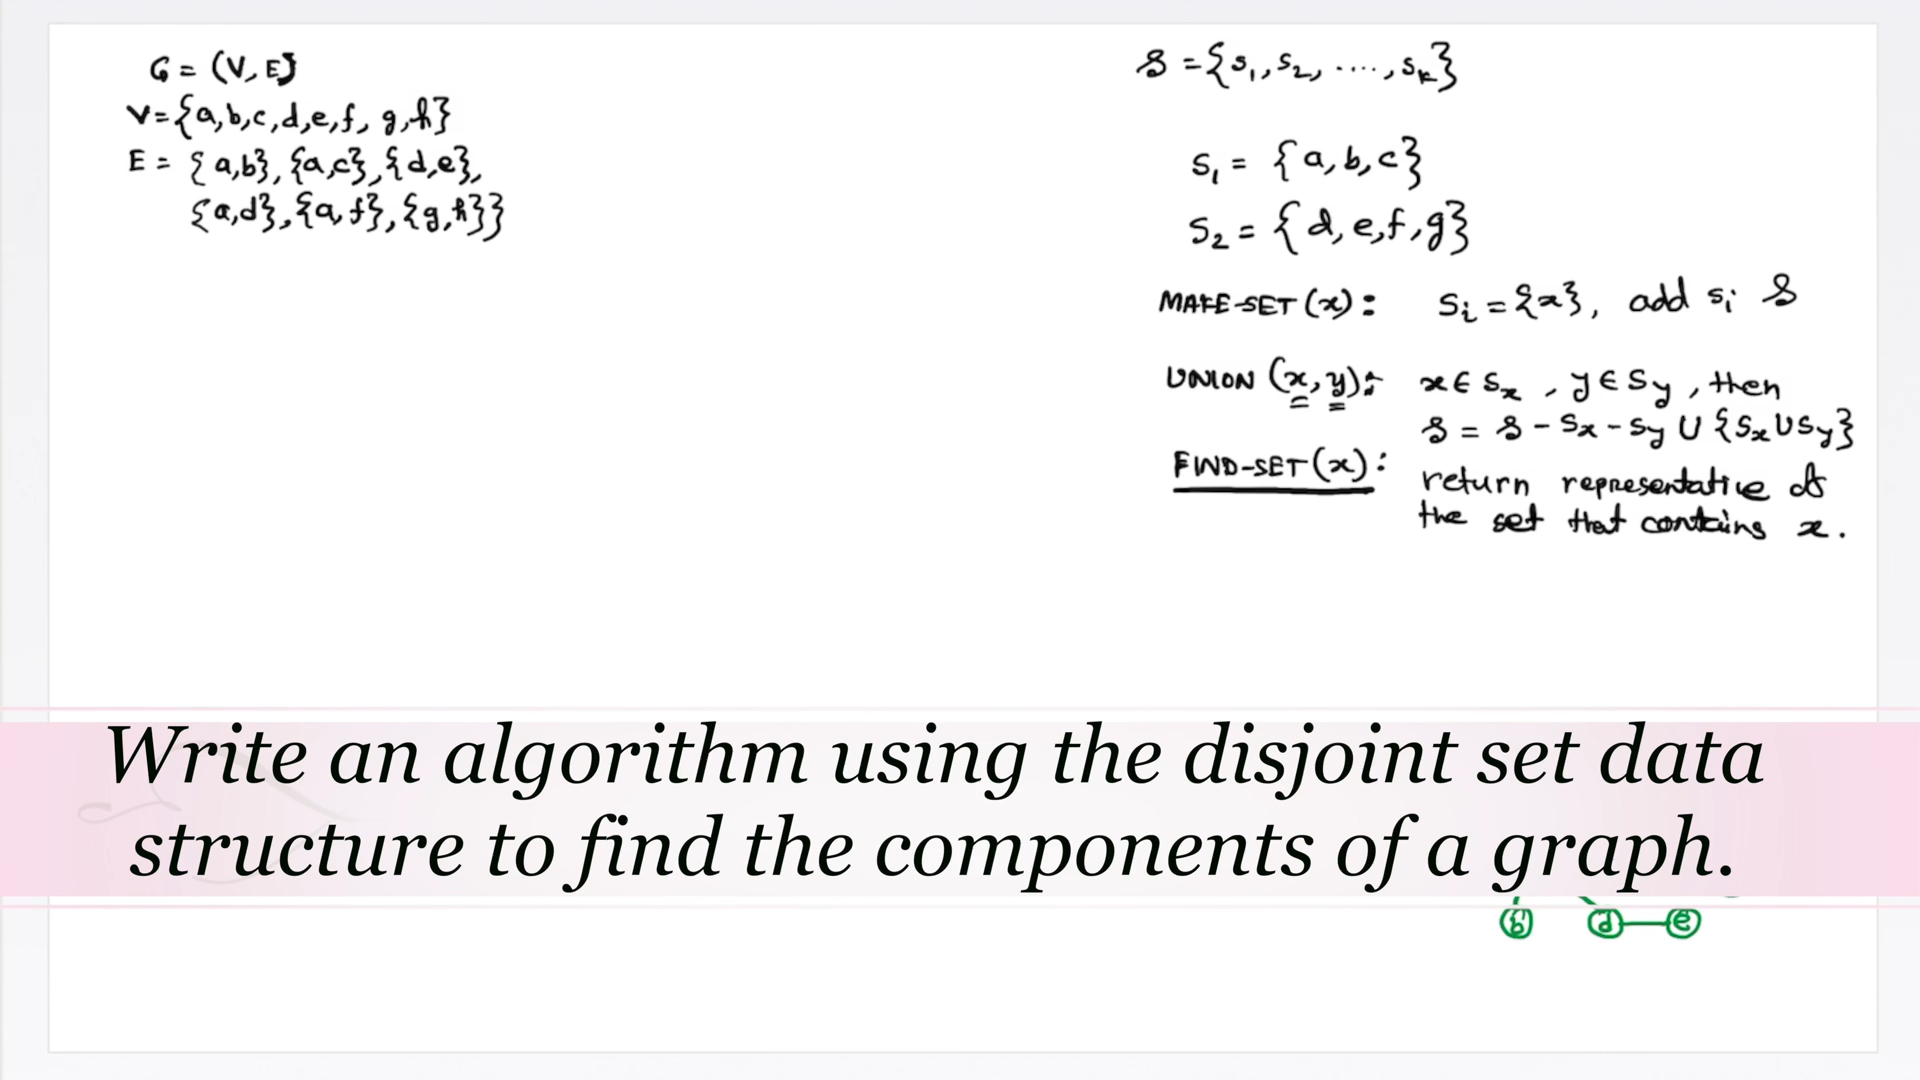 G = (V, E)
V = {a,b,c,d,e,f, g,h}
E = { a,b}, {a,c}, {d,e},
{a,d}, {a,f}, {g,h}}
S = {s₁, s₂, ...., sₖ}
S₁ = {a, b, c}
S₂ = { d, e,f,g}
MAKE-SET (x) : Sᵢ = {x}, add Sᵢ S
UNION (x, y) : x ∈ Sₓ , y ∈ Sy , then
S = S - Sₓ - Sy ∪ {Sₓ ∪ Sy}
FIND-SET (x) : return representative of
the set that contains x.
Write an algorithm using the disjoint set data
structure to find the components of a graph.
b d e